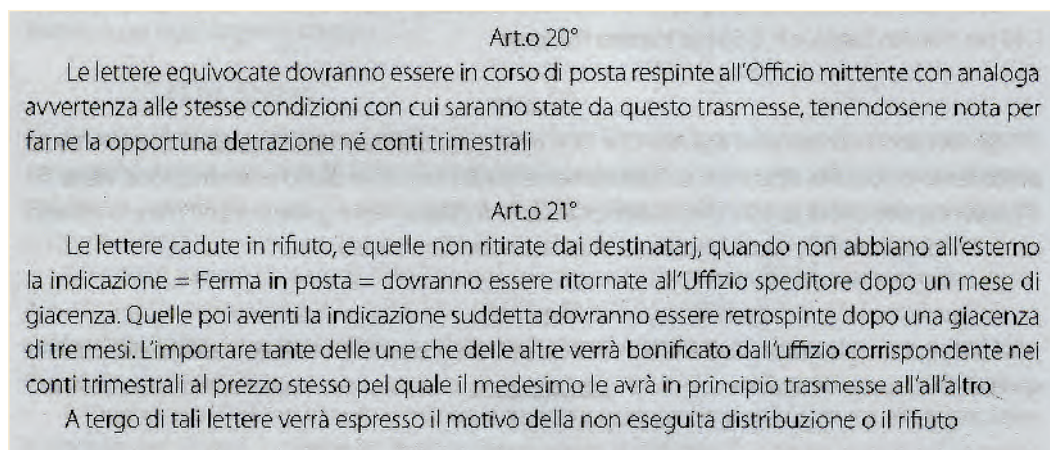 Art.o 20°
Le lettere equivocate dovranno essere in corso di posta respinte all'Officio mittente con analoga
avvertenza alle stesse condizioni con cui saranno state da questo trasmesse, tenendosene nota per
farne la opportuna detrazione né conti trimestrali
Art.o 21°
Le lettere cadute in rifiuto, e quelle non ritirate dai destinatarj, quando non abbiano all'esterno
la indicazione = Ferma in posta = dovranno essere ritornate all'Uffizio speditore dopo un mese di
giacenza. Quelle poi aventi la indicazione suddetta dovranno essere retrospinte dopo una giacenza
di tre mesi. L'importare tante delle une che delle altre verrà bonificato dall'uffizio corrispondente nei
conti trimestrali al prezzo stesso pel quale il medesimo le avrà in principio trasmesse all'all'altro
A tergo di tali lettere verrà espresso il motivo della non eseguita distribuzione o il rifiuto